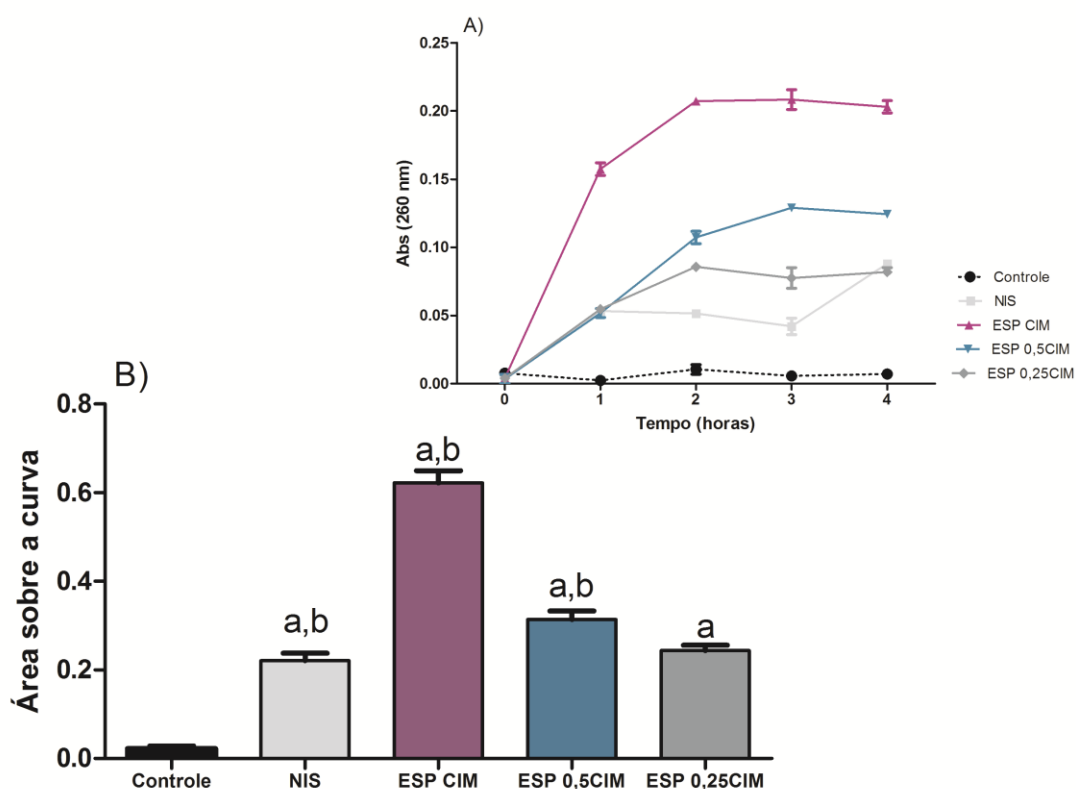 A)
Abs (260 nm)
0.25
0.20
0.15
0.10
0.05
0.00
0 1 2 3 4
Tempo (horas)
Controle
NIS
ESP CIM
ESP 0,5CIM
ESP 0,25CIM
B)
Área sobre a curva
0.8
0.6
0.4
0.2
0.0
a,b a,b a,b a
Controle NIS ESP CIM ESP 0,5CIM ESP 0,25CIM